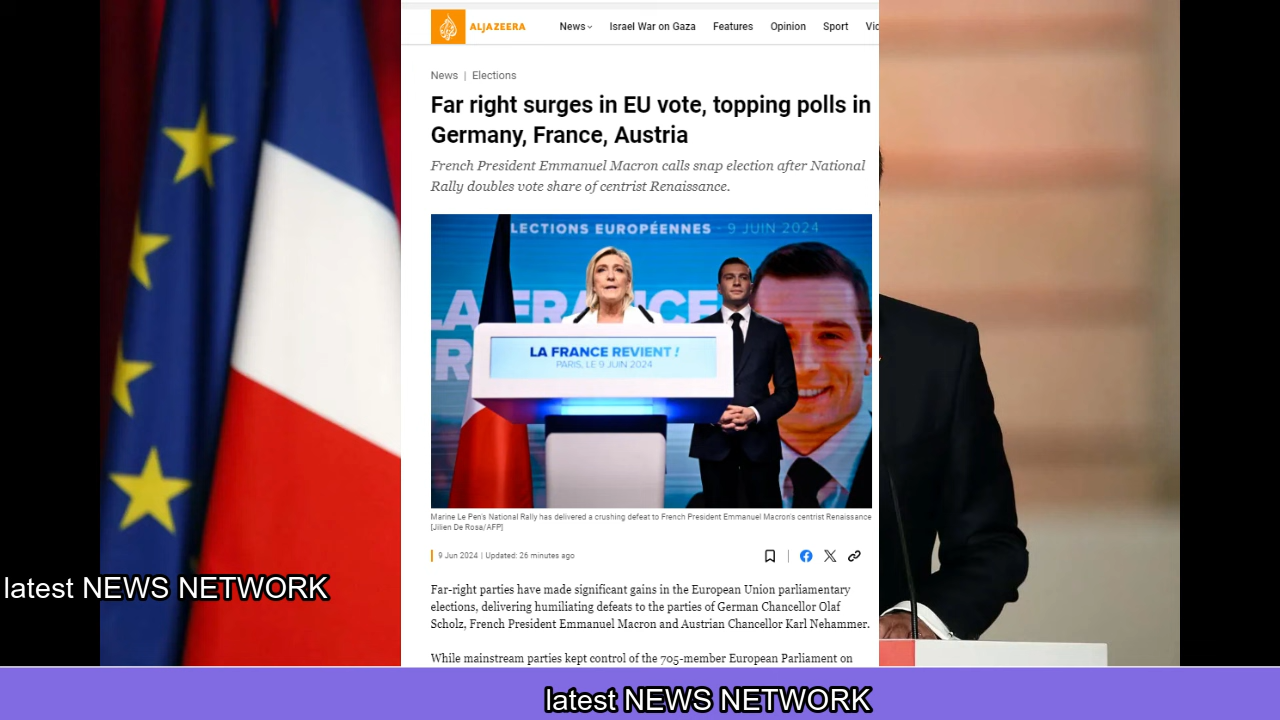 ALJAZEERA
News
Israel War on Gaza
Features
Opinion
Sport
News | Elections
Far right surges in EU vote, topping polls in
Germany, France, Austria
French President Emmanuel Macron calls snap election after National
Rally doubles vote share of centrist Renaissance.
LECTIONS EUROPÉENNES - 9 JUIN 2024
LA FRANCE
R
LA FRANCE REVIENT !
PARIS, LE 9 JUIN 2024
Marine Le Pen's National Rally has delivered a crushing defeat to French President Emmanuel Macron's centrist Renaissance
[Jilien De Rosa/AFP]
9 Jun 2024 | Updated: 26 minutes ago
latest NEWS NETWORK
Far-right parties have made significant gains in the European Union parliamentary
elections, delivering humiliating defeats to the parties of German Chancellor Olaf
Scholz, French President Emmanuel Macron and Austrian Chancellor Karl Nehammer.
While mainstream parties kept control of the 705-member European Parliament on
latest NEWS NETWORK